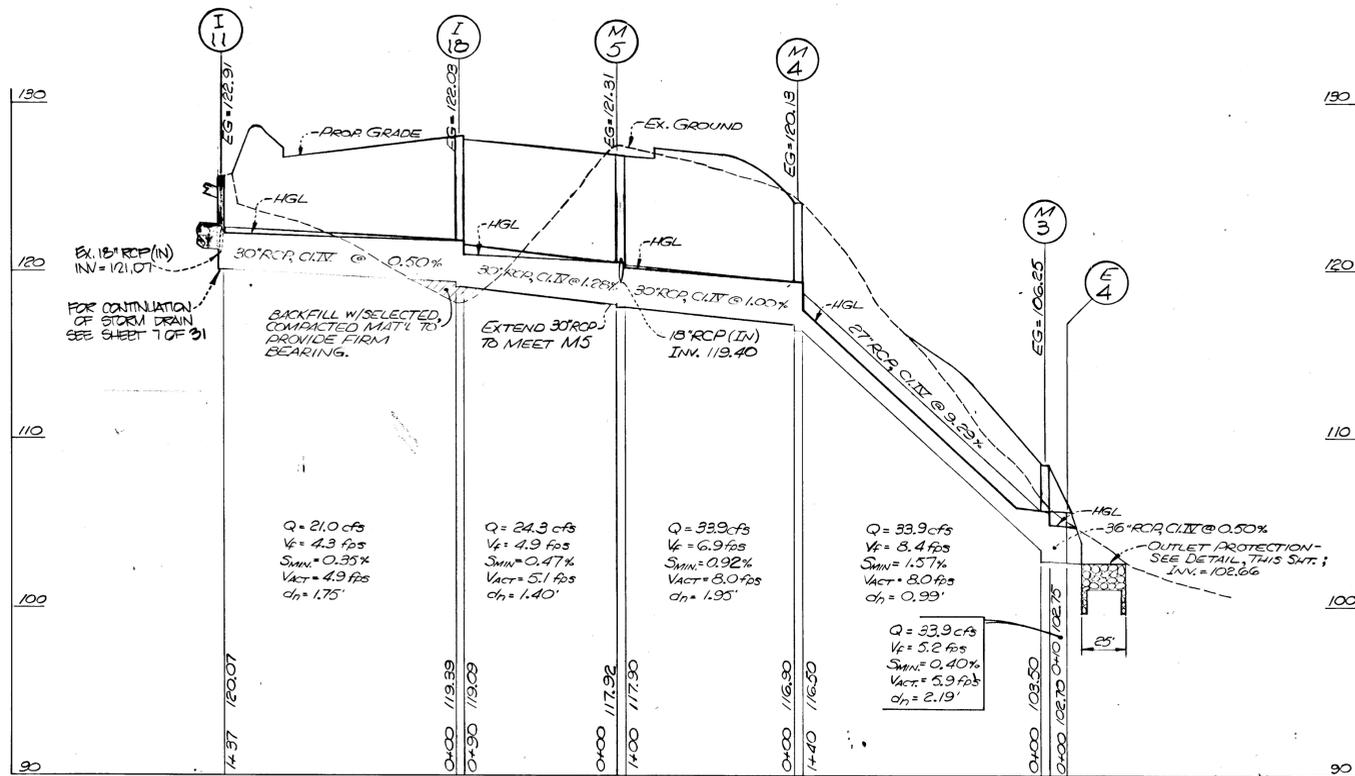 I
11
I
18
M
5
M
4
M
3
E
4
EG=122.91
EG=122.03
EG=121.31
EG=120.13
EG=106.25
130
130
PROP. GRADE
EX. GROUND
HGL
HGL
HGL
HGL
HGL
EX. 18" RCP (IN)
INV = 121.07
120
120
30" RCP, CI. IV @ 0.50%
30" RCP, CI. IV @ 1.28%
30" RCP, CI. IV @ 1.00%
27" RCP, CI. IV @ 9.29%
FOR CONTINUATION
OF STORM DRAIN
SEE SHEET 7 OF 31
BACKFILL W/SELECTED,
COMPACTED MAT'L TO
PROVIDE FIRM
BEARING.
EXTEND 30" RCP
TO MEET M5
18" RCP (IN)
INV. 119.40
110
110
36" RCP, CI. IV @ 0.50%
OUTLET PROTECTION-
SEE DETAIL, THIS SHT.;
INV. = 102.66
25'
Q = 21.0 cfs
VF = 4.3 fps
SMIN. = 0.35%
VACT = 4.9 fps
dn = 1.75'
Q = 24.3 cfs
VF = 4.9 fps
SMIN. = 0.47%
VACT = 5.1 fps
dn = 1.40'
Q = 33.9 cfs
VF = 6.9 fps
SMIN. = 0.92%
VACT = 8.0 fps
dn = 1.95'
Q = 33.9 cfs
VF = 8.4 fps
SMIN. = 1.57%
VACT = 8.0 fps
dn = 0.99'
Q = 33.9 cfs
VF = 5.2 fps
SMIN. = 0.40%
VACT. = 5.9 fps
dn = 2.19'
100
100
1+37 120.07
0+00 119.39
0+90 119.09
0+00 117.92
1+00 117.90
0+00 116.90
1+40 116.50
0+00 103.50
0+10 102.75
0+00 102.70
90
90